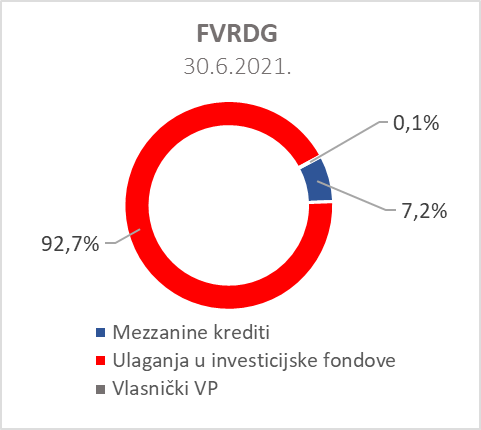 FVRDG
30.6.2021.
0,1%
7,2%
92,7%
Mezzanine krediti
Ulaganja u investicijske fondove
Vlasnički VP